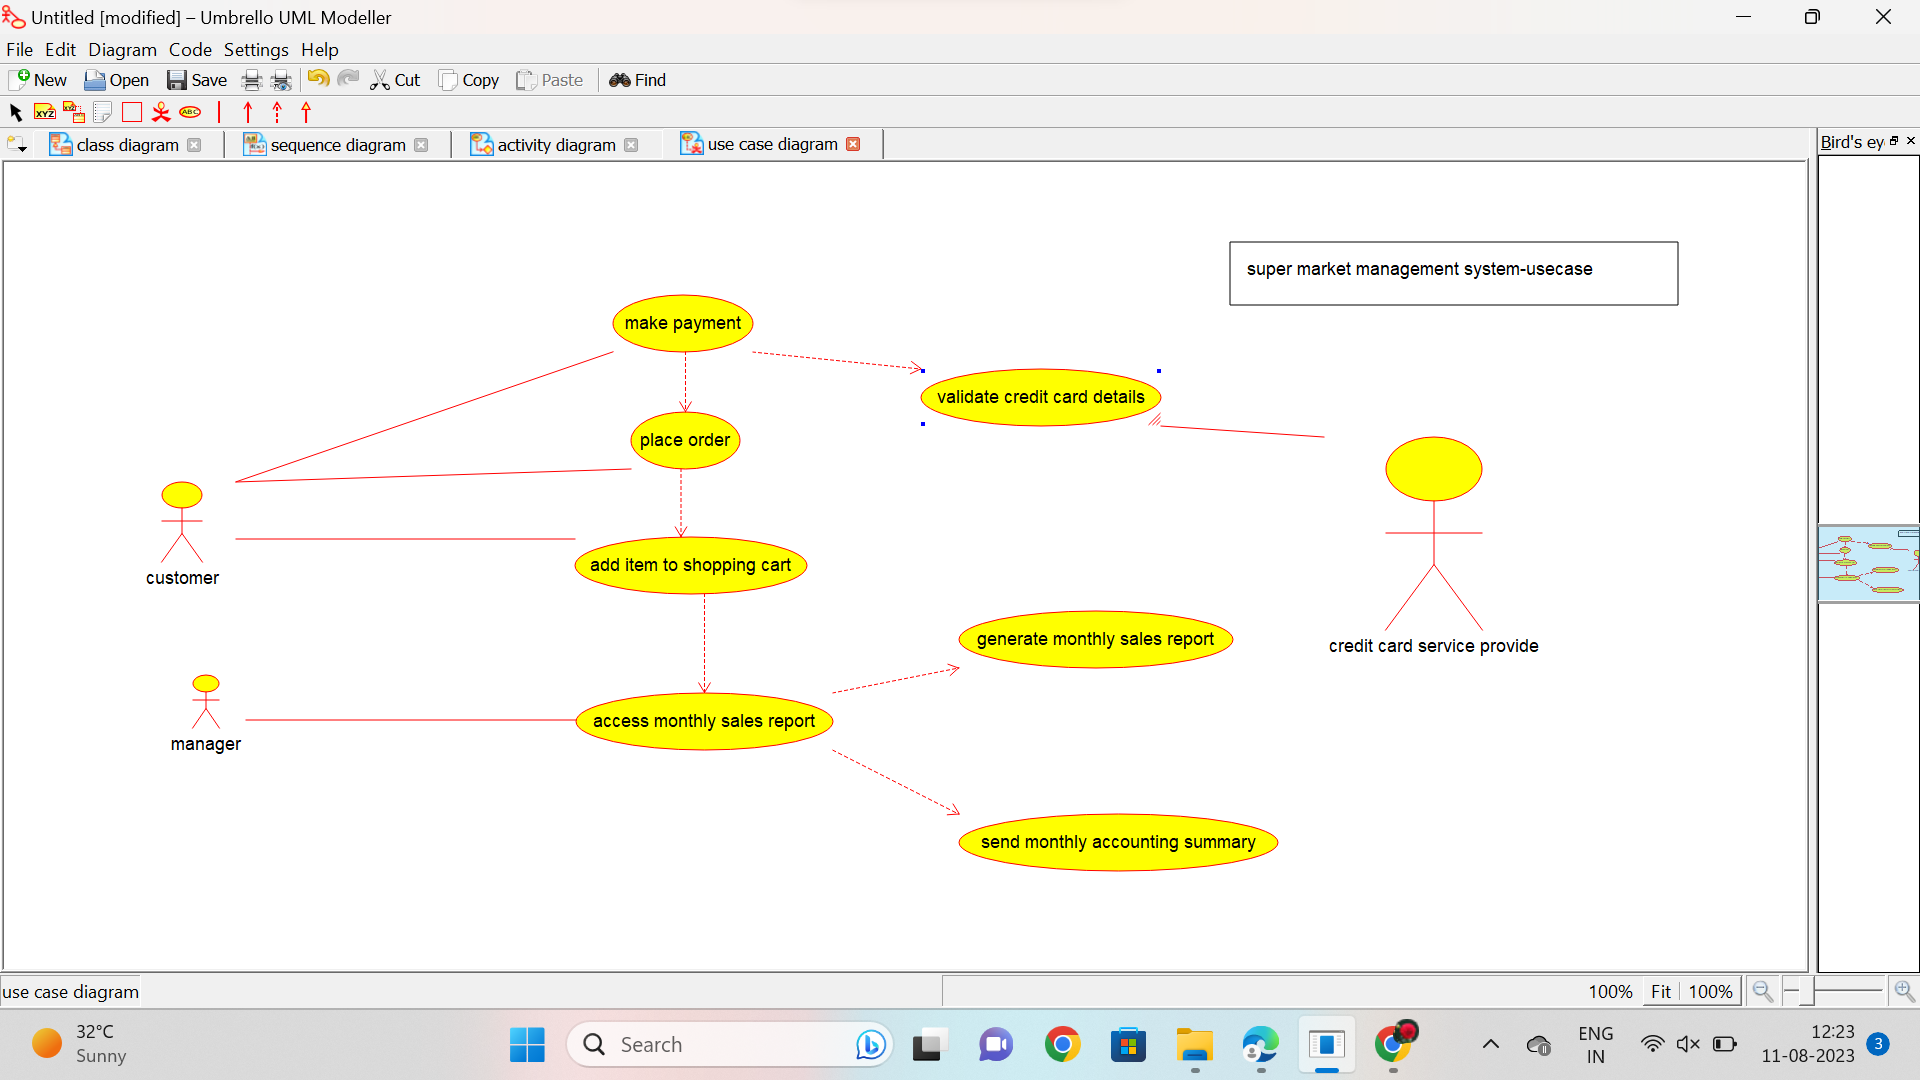 Untitled [modified] – Umbrello UML Modeller
File Edit Diagram Code Settings Help
New Open Save Cut Copy Paste Find
XYZ XYZ ABC
class diagram sequence diagram activity diagram use case diagram
Bird's ey
super market management system-usecase
make payment
validate credit card details
place order
customer
add item to shopping cart
generate monthly sales report
credit card service provide
manager
access monthly sales report
send monthly accounting summary
use case diagram
100% Fit 100%
32°C
Sunny
Search
ENG
IN
12:23
11-08-2023
3